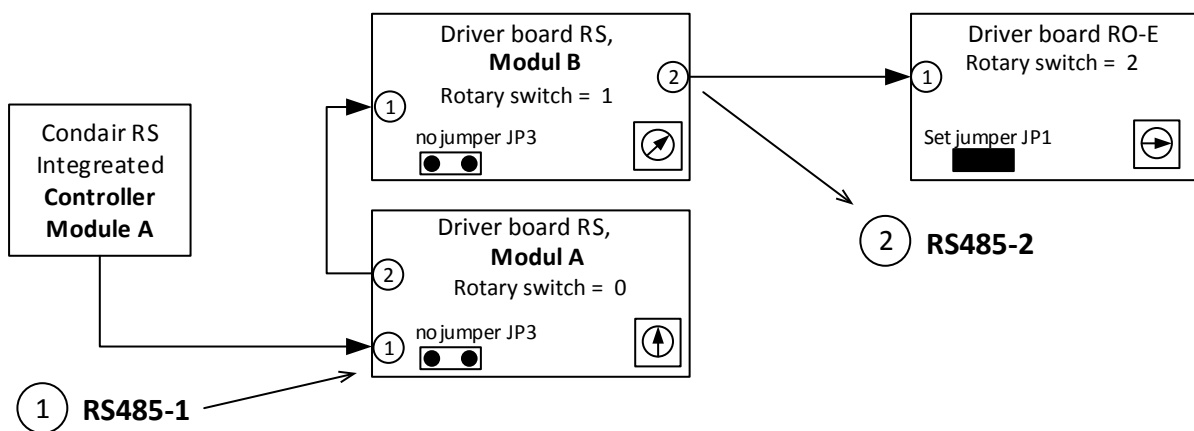 Condair RS
Integreated
Controller
Module A
Driver board RS,
Modul B
Rotary switch = 1
no jumper JP3
1
2
Driver board RO-E
Rotary switch = 2
Set jumper JP1
1
Driver board RS,
Modul A
Rotary switch = 0
no jumper JP3
2
1
2 RS485-2
1 RS485-1